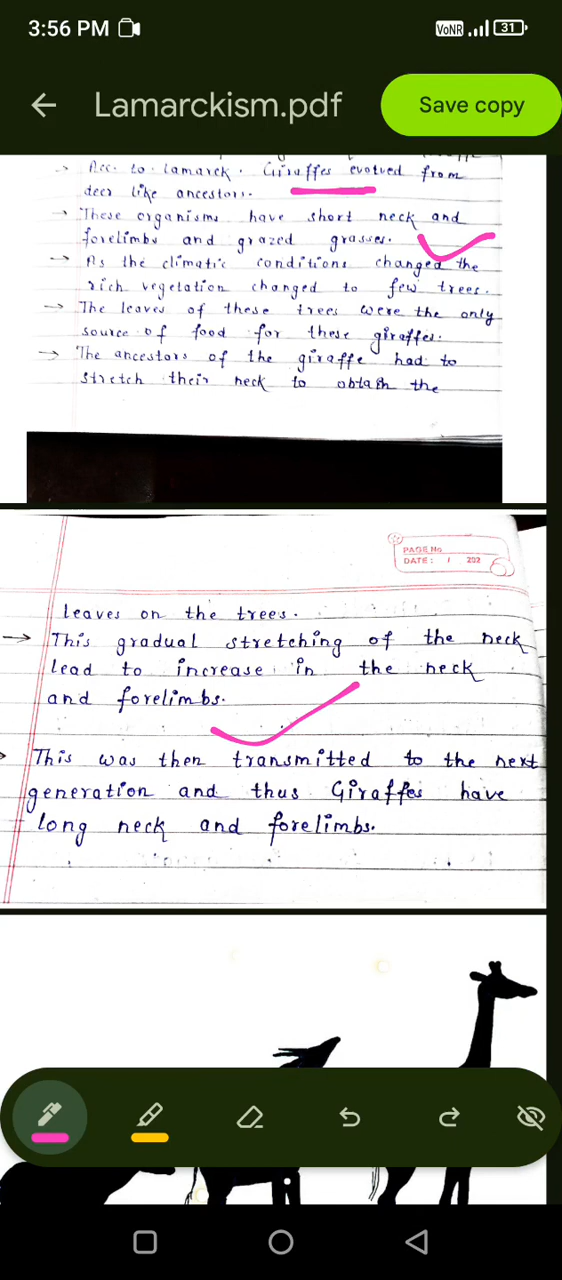 3:56 PM
VoNR
31
Lamarckism.pdf
Save copy
→ Acc. to. Lamarck. Giraffes evolved from
deer like ancestors.
→ These organisms have short neck and
forelimbs and grazed grasses.
→ As the climatic conditions changed the
rich vegetation changed to few trees.
→ The leaves of these trees were the only
source of food for these giraffes.
→ The ancestors of the giraffe had to
stretch their neck to obtain the
PAGE No
DATE: / 202
leaves on the trees.
→ This gradual stretching of the neck
lead to increase in the neck
and forelimbs.
This was then transmitted to the next
generation and thus Giraffes have
long neck and forelimbs.